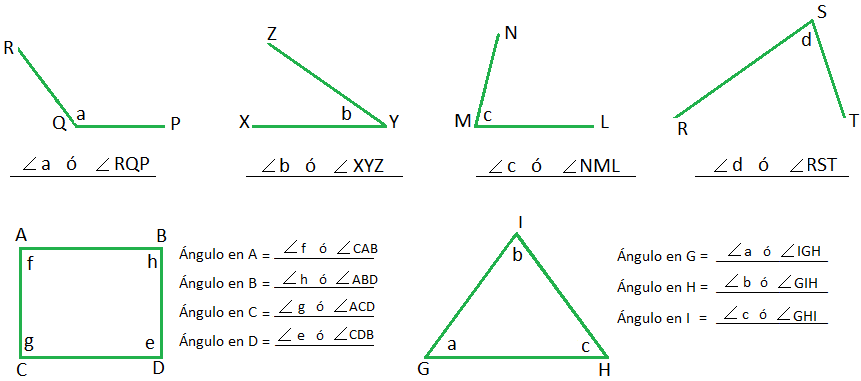 R
Q a P
∠a ó ∠RQP
Z
X b Y
∠b ó ∠XYZ
N
M c L
∠c ó ∠NML
S
d
R T
∠d ó ∠RST
A B
f h
g e
C D
Ángulo en A = ∠f ó ∠CAB
Ángulo en B = ∠h ó ∠ABD
Ángulo en C = ∠g ó ∠ACD
Ángulo en D = ∠e ó ∠CDB
I
b
a c
G H
Ángulo en G = ∠a ó ∠IGH
Ángulo en H = ∠b ó ∠GIH
Ángulo en I = ∠c ó ∠GHI